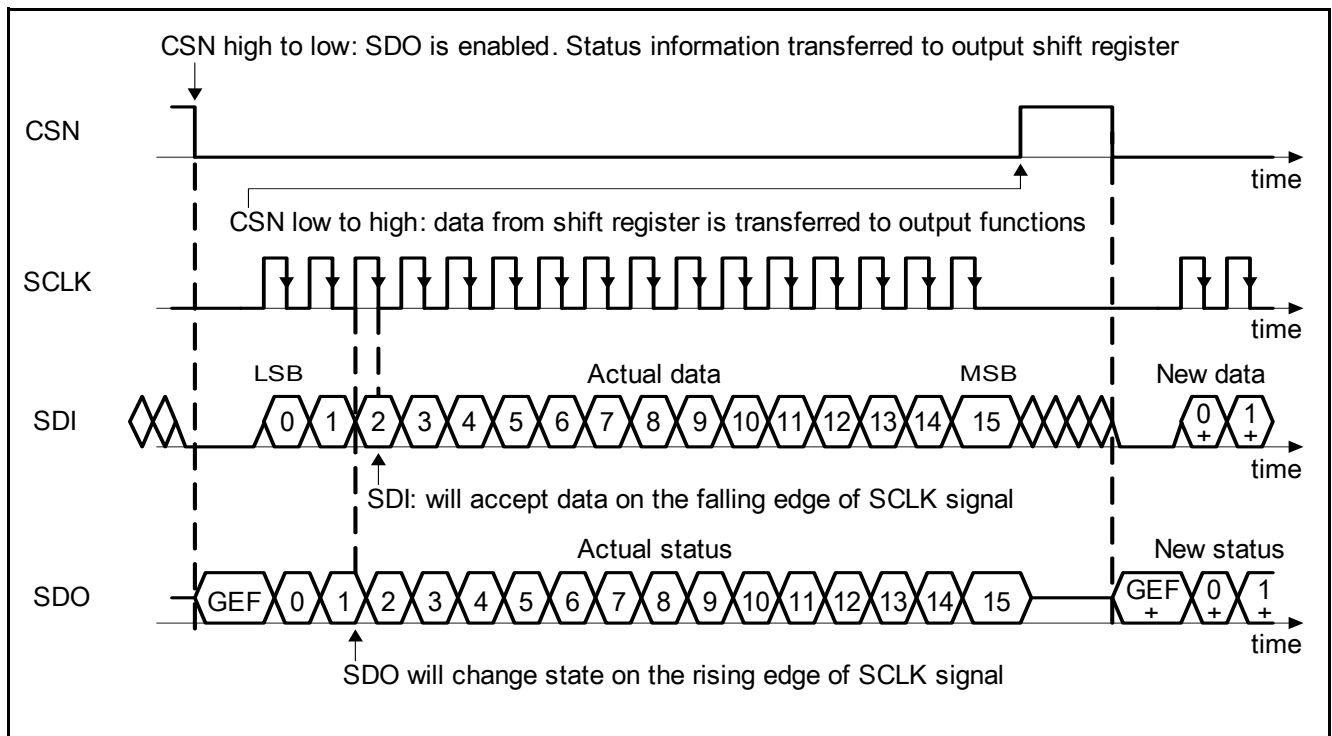 CSN high to low: SDO is enabled. Status information transferred to output shift register
CSN
time
CSN low to high: data from shift register is transferred to output functions
SCLK
time
LSB Actual data MSB New data
SDI 0 1 2 3 4 5 6 7 8 9 10 11 12 13 14 15 0+ 1+
time
SDI: will accept data on the falling edge of SCLK signal
Actual status New status
SDO GEF 0 1 2 3 4 5 6 7 8 9 10 11 12 13 14 15 GEF+ 0+ 1+
time
SDO will change state on the rising edge of SCLK signal